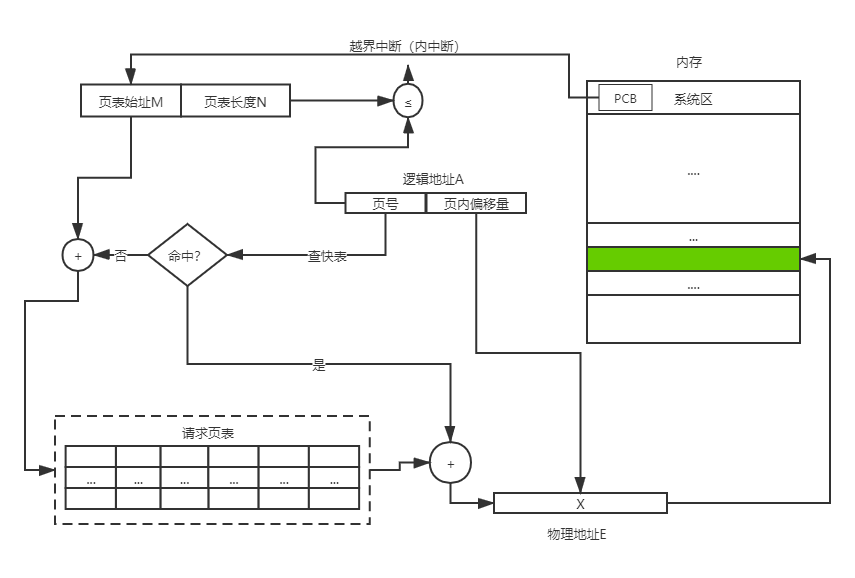 越界中断（内中断）
内存
页表始址M
页表长度N
≤
PCB
系统区
....
逻辑地址A
页号
页内偏移量
...
+
否
命中?
查快表
....
是
请求页表
... ... ... ... ... ...
+
X
物理地址E